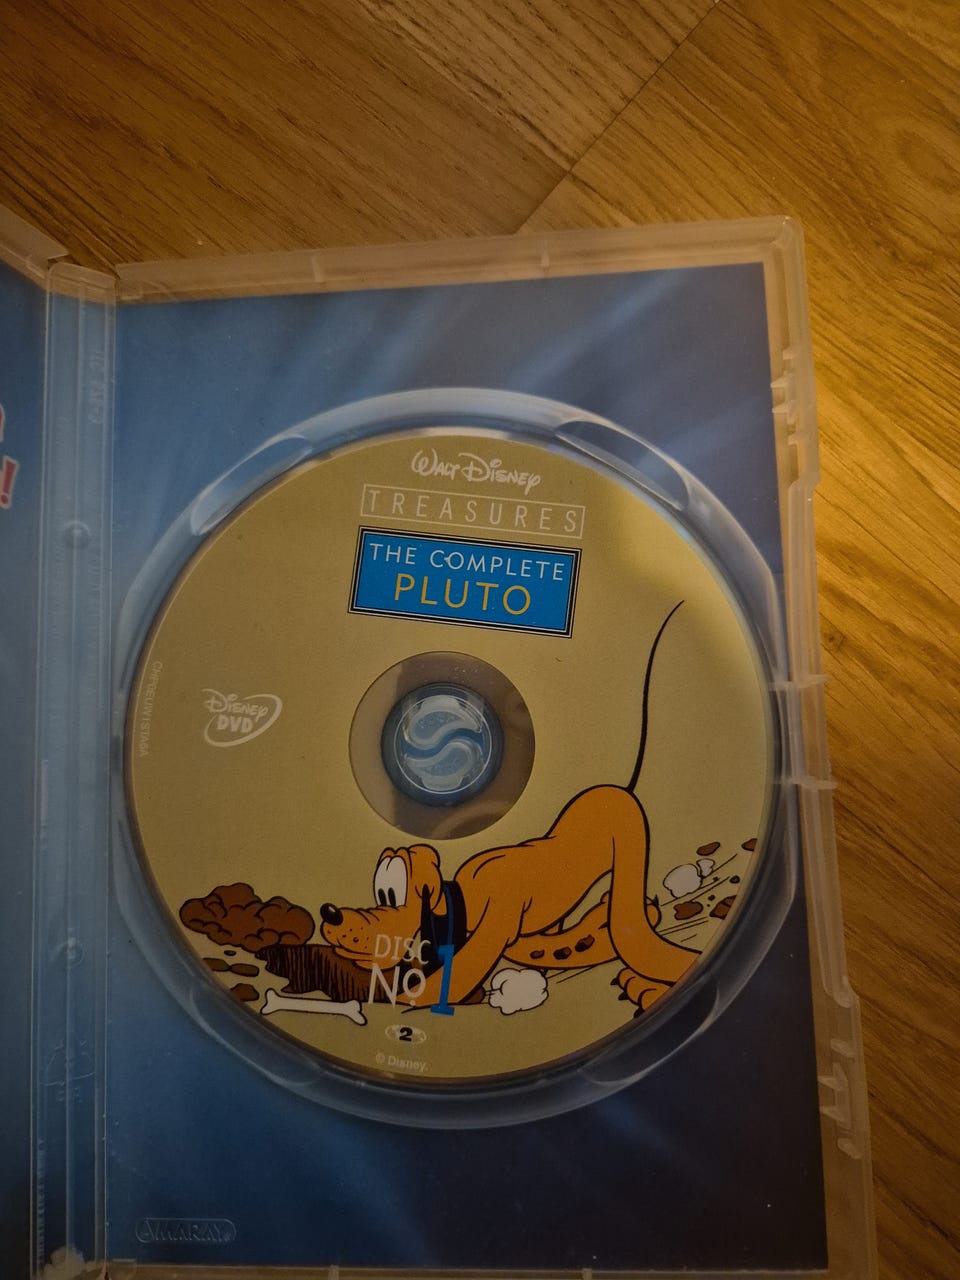 WALT DISNEY
TREASURES
THE COMPLETE
PLUTO
DISNEY
DVD
DISC
No. 1
2
© Disney.
AMARAY